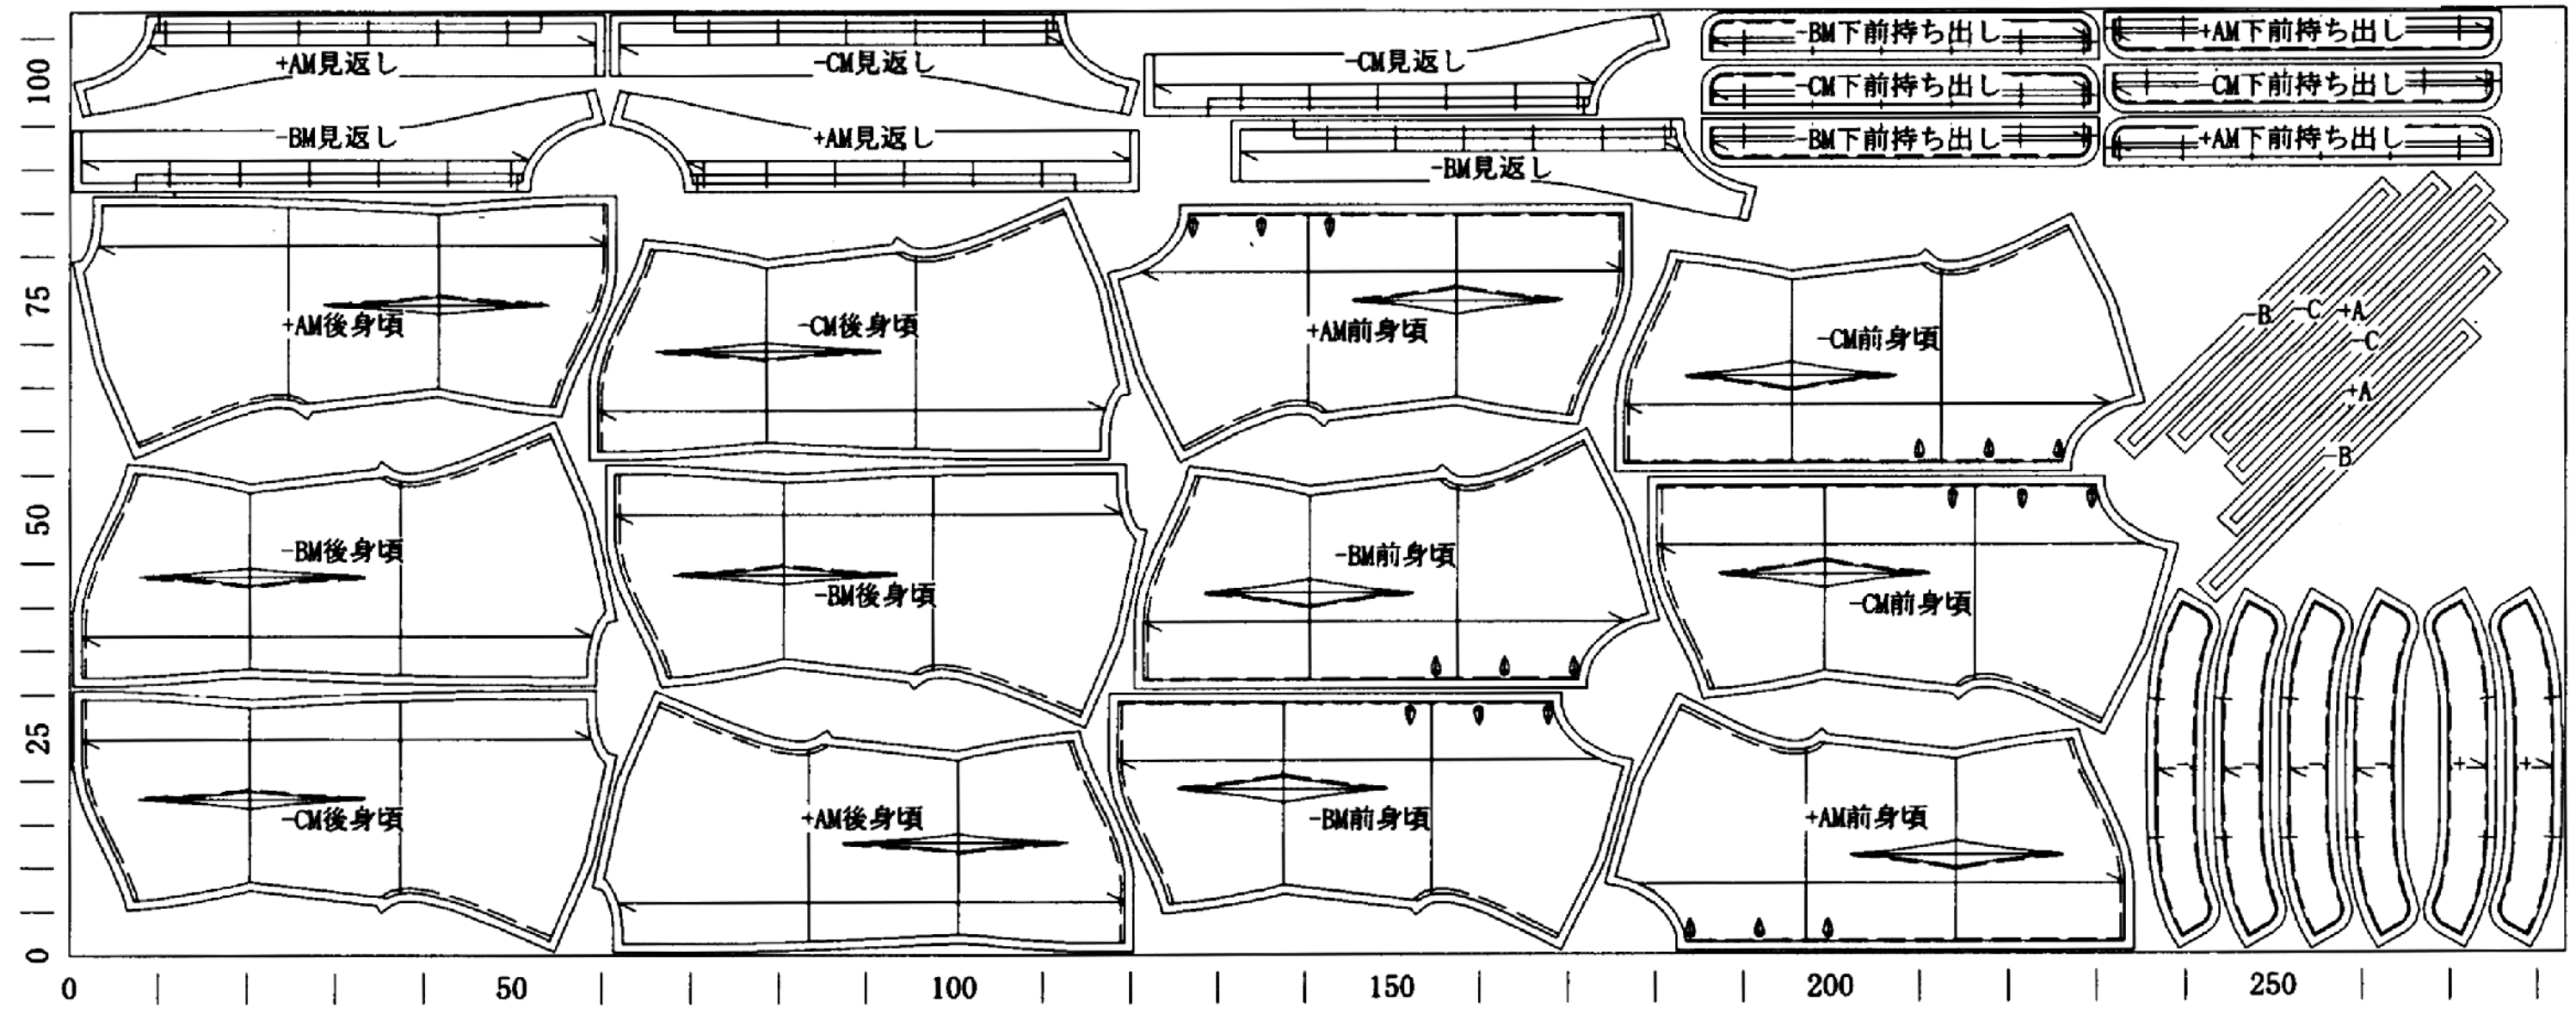 -BM下前持ち出し
+AM下前持ち出し
+AM見返し
-CM見返し
-CM見返し
-CM下前持ち出し
-CM下前持ち出し
-BM見返し
+AM見返し
-BM見返し
-BM下前持ち出し
+AM下前持ち出し
+AM後身頃
-CM後身頃
+AM前身頃
-CM前身頃
-B
-C
+A
-C
+A
-B
-BM後身頃
-BM後身頃
-BM前身頃
-CM前身頃
-CM後身頃
+AM後身頃
-BM前身頃
+AM前身頃
- - - - + +
100
75
50
25
0
0 50 100 150 200 250